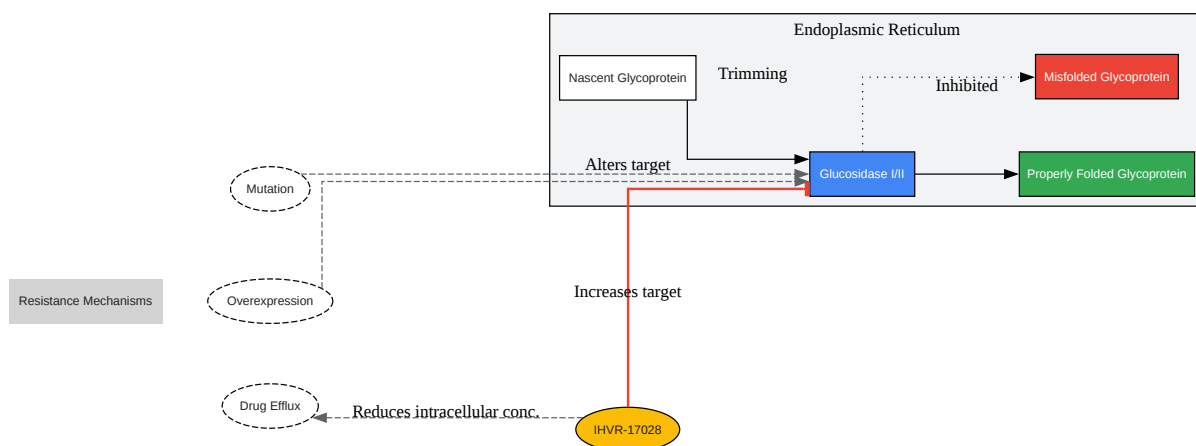 Endoplasmic Reticulum
Nascent Glycoprotein
Trimming
Misfolded Glycoprotein
Inhibited
Alters target
Glucosidase I/II
Properly Folded Glycoprotein
Mutation
Increases target
Resistance Mechanisms
Overexpression
Drug Efflux
Reduces intracellular conc.
IHVR-17028